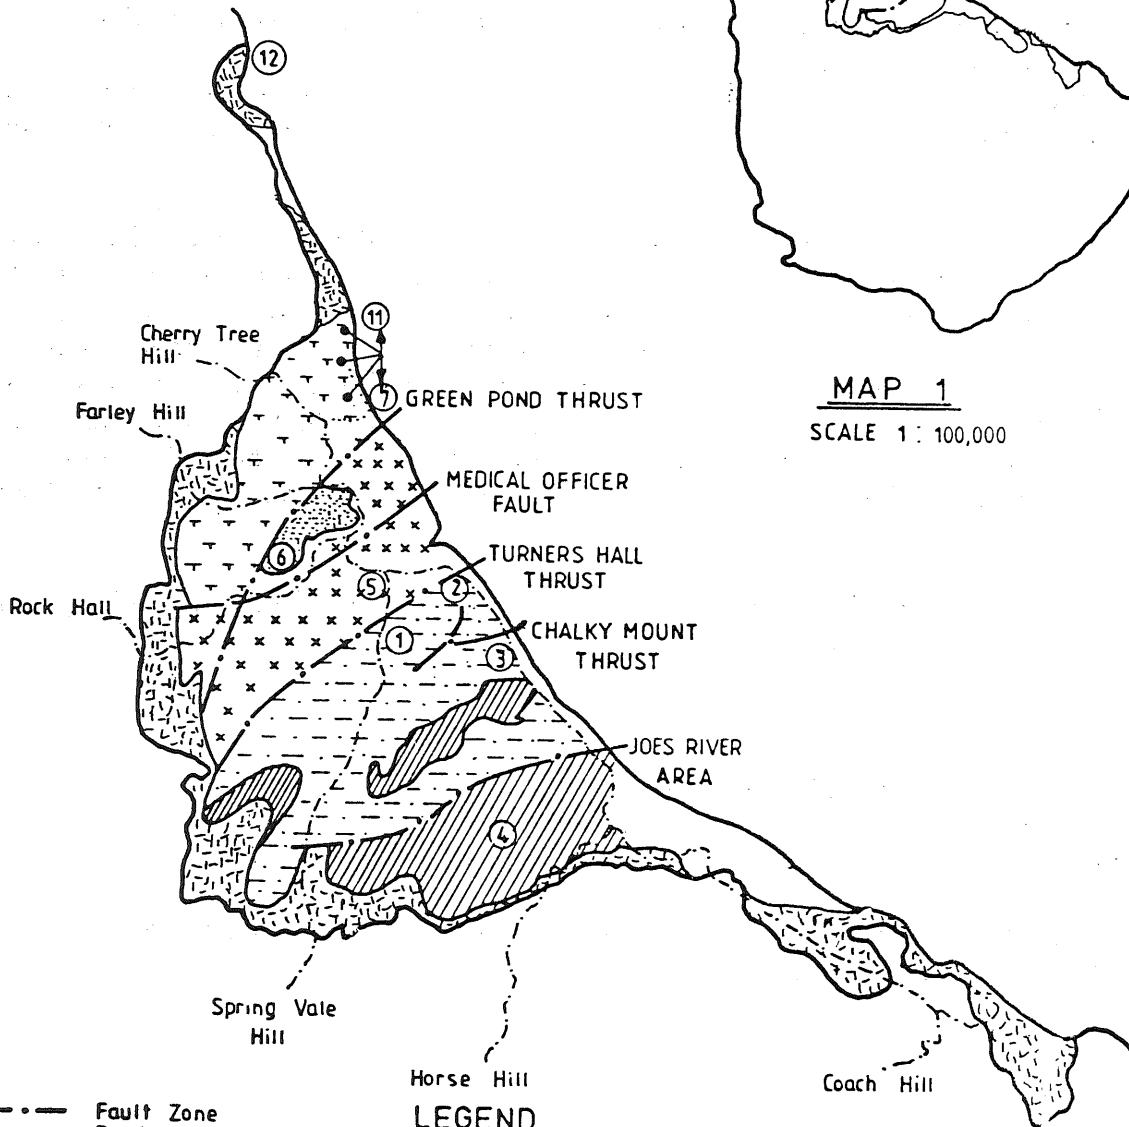 12
Cherry Tree
Hill
11
7
GREEN POND THRUST
MAP 1
SCALE 1 : 100,000
Farley Hill
MEDICAL OFFICER
FAULT
6
TURNERS HALL
THRUST
5
2
Rock Hall
1
CHALKY MOUNT
THRUST
3
JOES RIVER
AREA
4
Spring Vale
Hill
Horse Hill
Coach Hill
Fault Zone
LEGEND